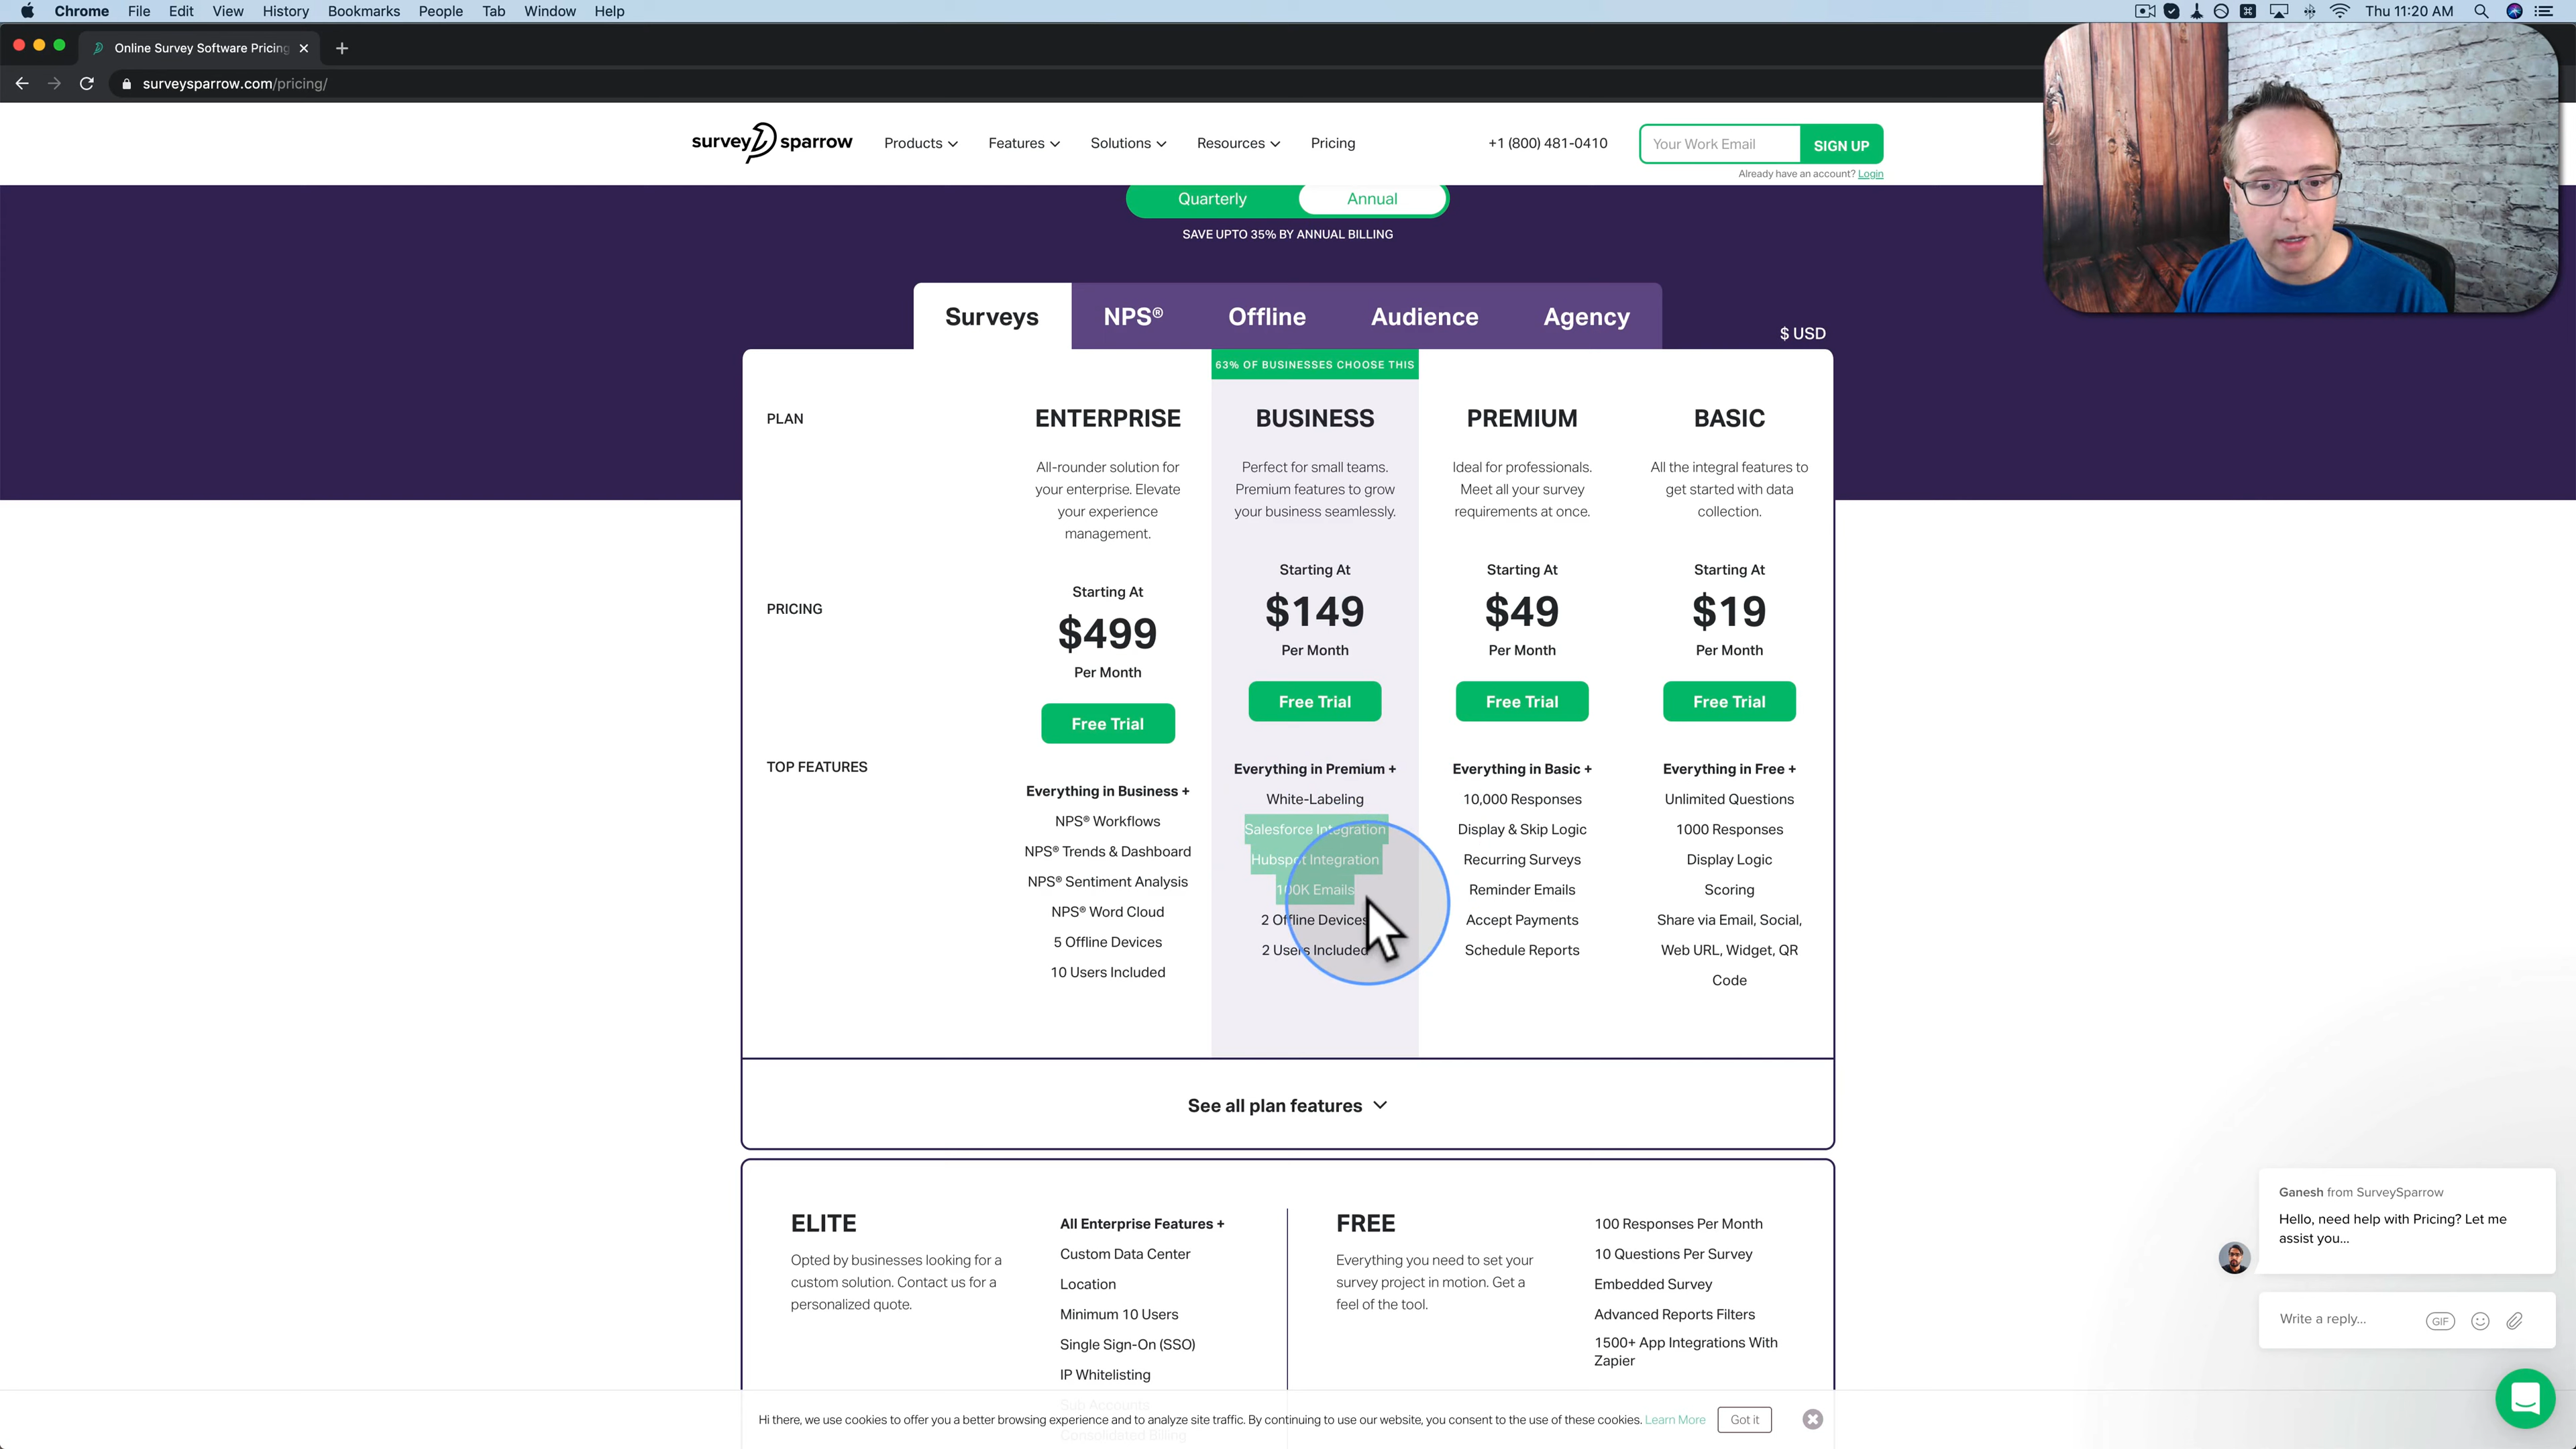 Chrome File Edit View History Bookmarks People Tab Window Help
Thu 11:20 AM
Online Survey Software Pricing
surveysparrow.com/pricing/
survey sparrow
Products
Features
Solutions
Resources
Pricing
+1 (800) 481-0410
Your Work Email
SIGN UP
Already have an account? Login
Quarterly
Annual
SAVE UPTO 35% BY ANNUAL BILLING
Surveys
NPS®
Offline
Audience
Agency
$ USD
63% OF BUSINESSES CHOOSE THIS
PLAN
PRICING
TOP FEATURES
ENTERPRISE
All-rounder solution for
your enterprise. Elevate
your experience
management.
Starting At
$499
Per Month
Free Trial
Everything in Business +
NPS® Workflows
NPS® Trends & Dashboard
NPS® Sentiment Analysis
NPS® Word Cloud
5 Offline Devices
10 Users Included
BUSINESS
Perfect for small teams.
Premium features to grow
your business seamlessly.
Starting At
$149
Per Month
Free Trial
Everything in Premium +
White-Labeling
Salesforce Integration
Hubspot Integration
100K Emails
2 Offline Devices
2 Users Included
PREMIUM
Ideal for professionals.
Meet all your survey
requirements at once.
Starting At
$49
Per Month
Free Trial
Everything in Basic +
10,000 Responses
Display & Skip Logic
Recurring Surveys
Reminder Emails
Accept Payments
Schedule Reports
BASIC
All the integral features to
get started with data
collection.
Starting At
$19
Per Month
Free Trial
Everything in Free +
Unlimited Questions
1000 Responses
Display Logic
Scoring
Share via Email, Social,
Web URL, Widget, QR
Code
See all plan features
ELITE
Opted by businesses looking for a
custom solution. Contact us for a
personalized quote.
All Enterprise Features +
Custom Data Center
Location
Minimum 10 Users
Single Sign-On (SSO)
IP Whitelisting
Sub Accounts
Consolidated Billing
FREE
Everything you need to set your
survey project in motion. Get a
feel of the tool.
100 Responses Per Month
10 Questions Per Survey
Embedded Survey
Advanced Reports Filters
1500+ App Integrations With
Zapier
Ganesh from SurveySparrow
Hello, need help with Pricing? Let me
assist you...
Write a reply...
GIF
Hi there, we use cookies to offer you a better browsing experience and to analyze site traffic. By continuing to use our website, you consent to the use of these cookies. Learn More
Got it